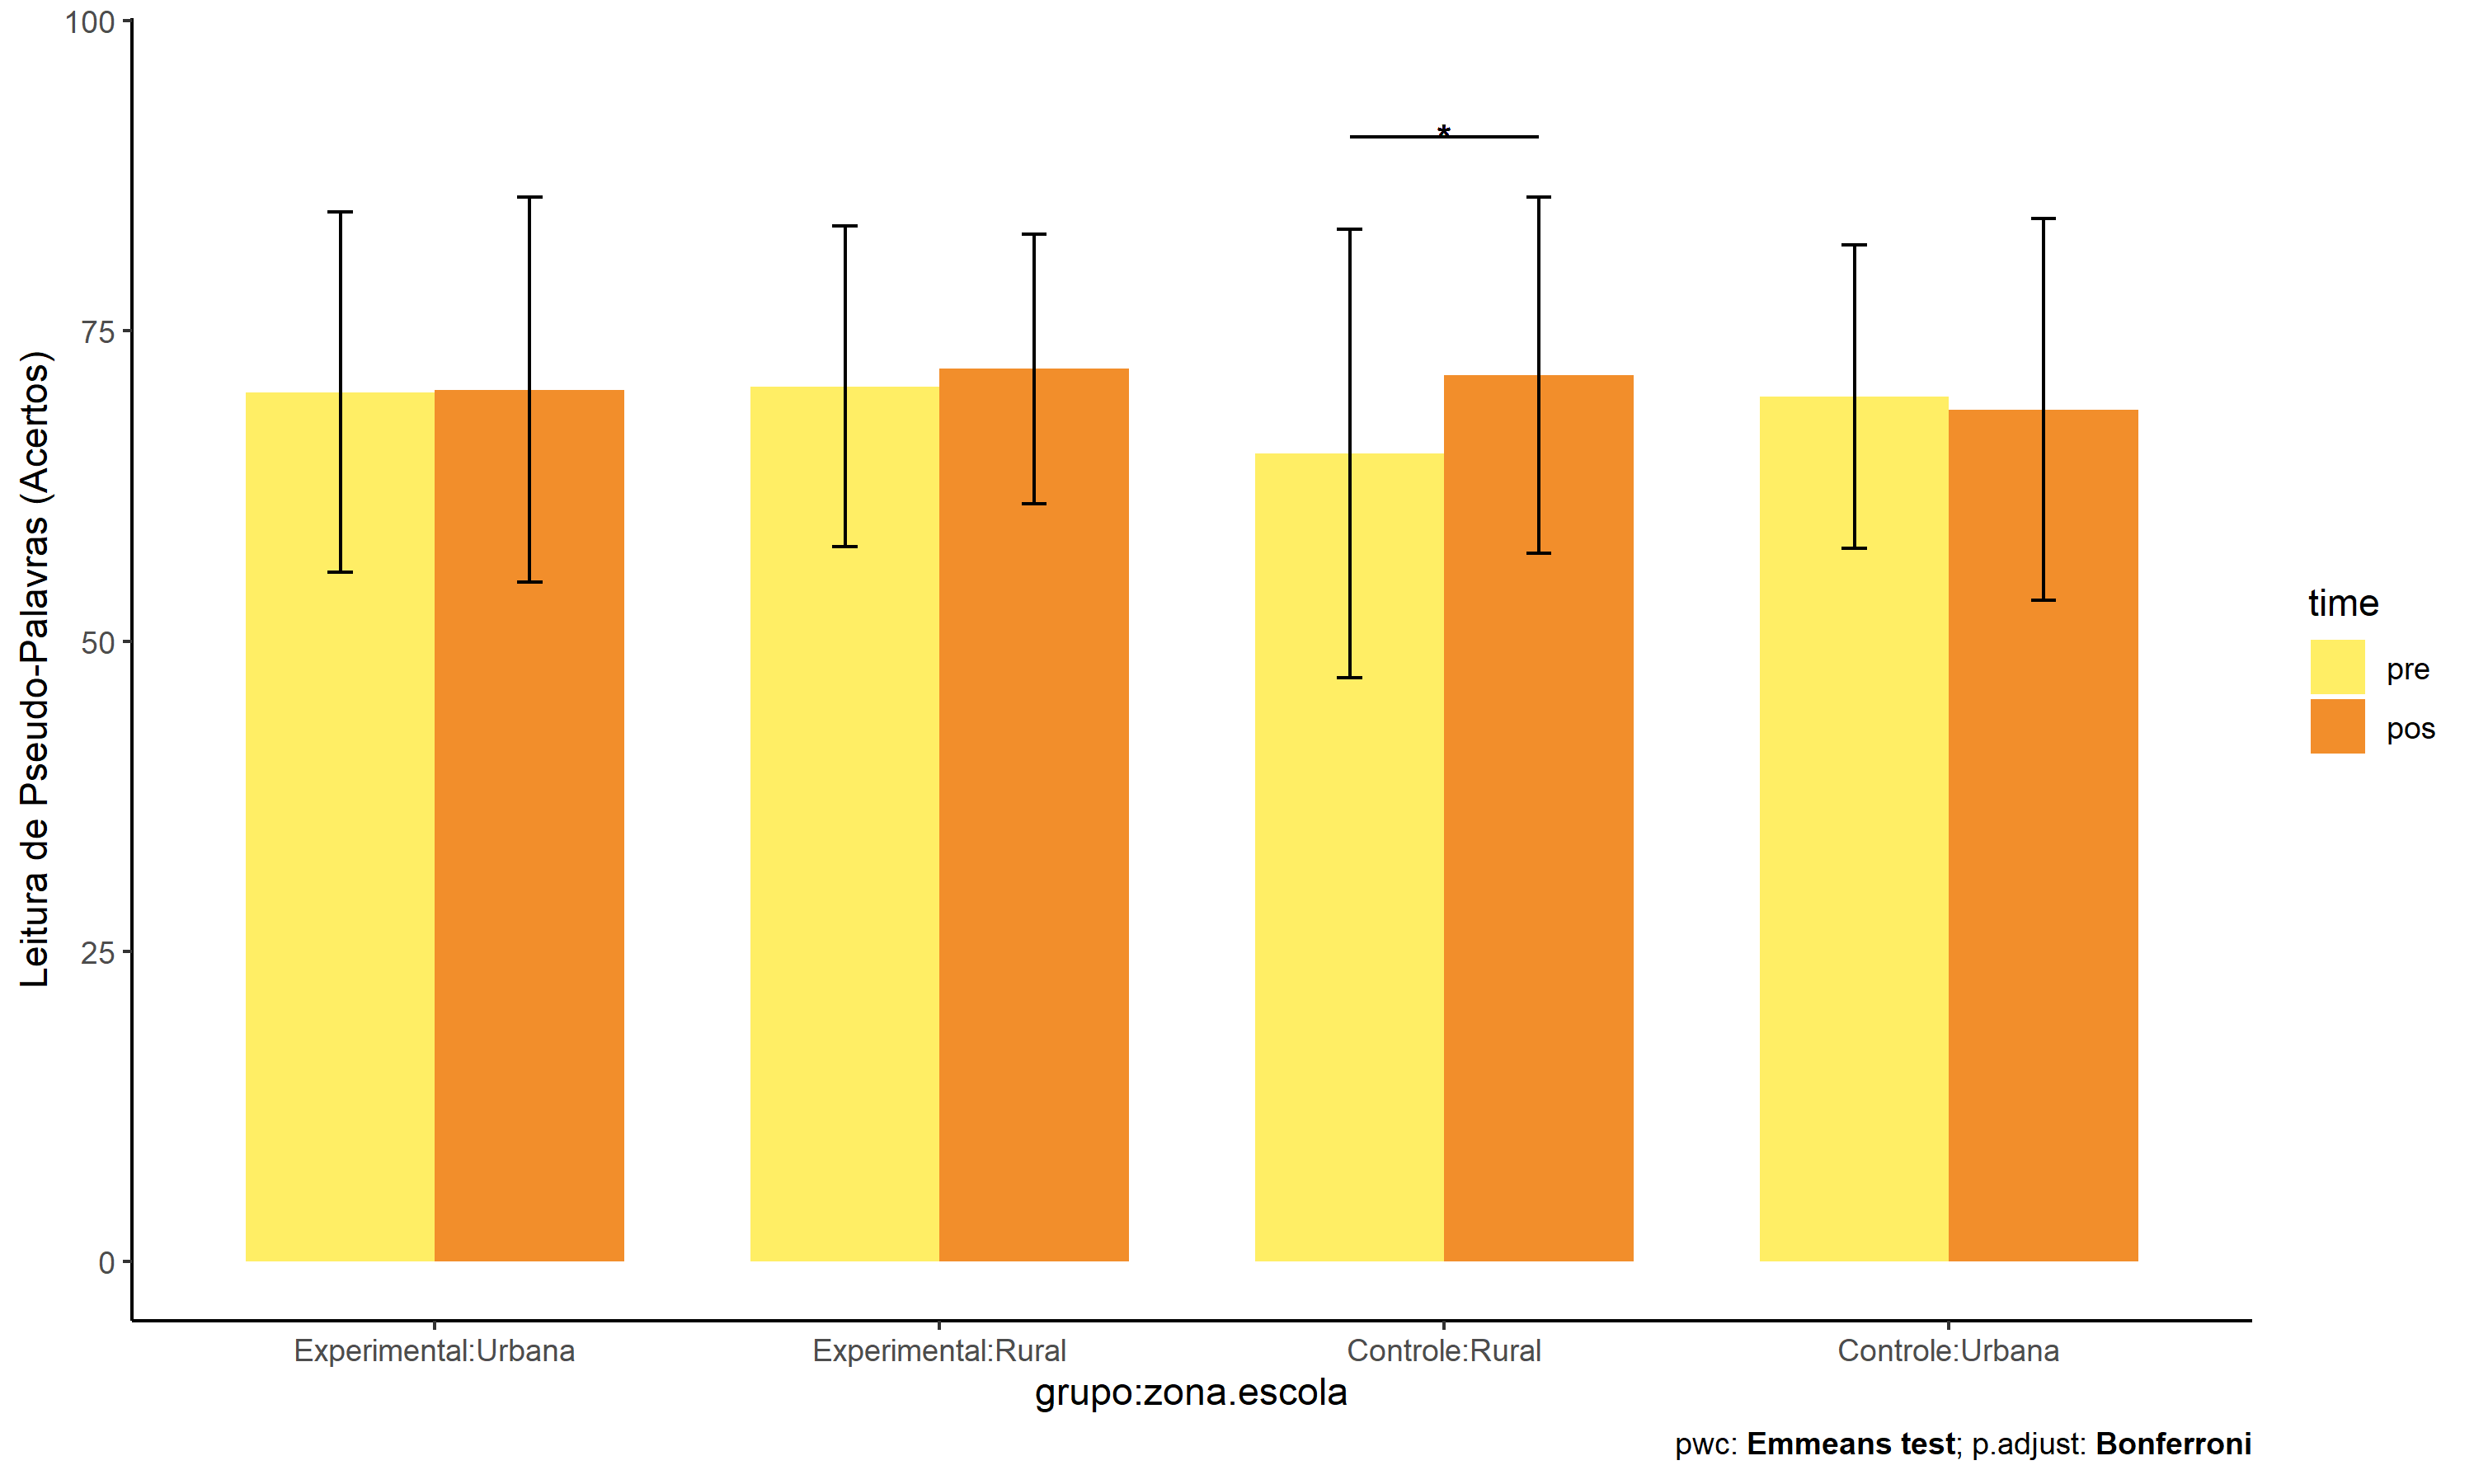 Leitura de Pseudo-Palavras (Acertos)
100
75
50
25
0
*
Experimental:Urbana
Experimental:Rural
Controle:Rural
Controle:Urbana
grupo:zona.escola
time
pre
pos
pwc: Emmeans test; p.adjust: Bonferroni